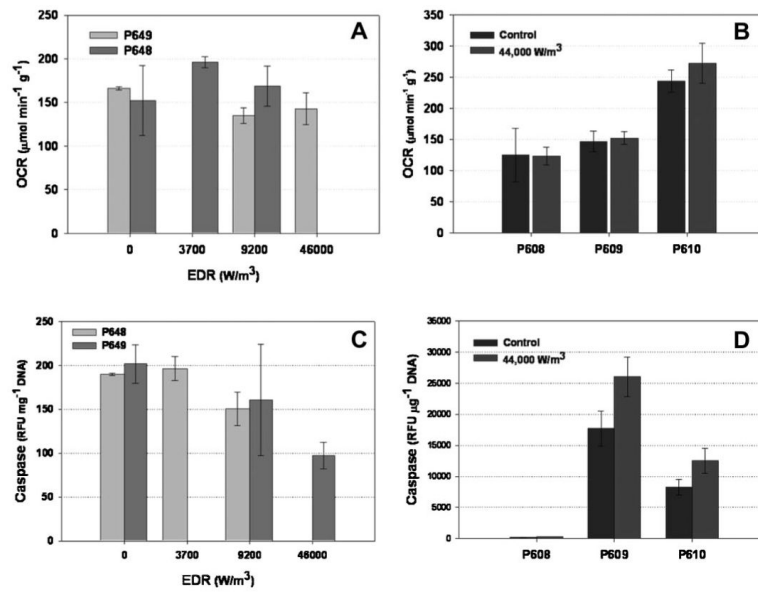 A
P649
P648
250
200
150
100
50
0
OCR (µmol min⁻¹ g⁻¹)
0 3700 9200 46000
EDR (W/m³)
B
Control
44,000 W/m³
350
300
250
200
150
100
50
0
OCR (µmol min⁻¹ g⁻¹)
P608 P609 P610
C
P648
P649
250
200
150
100
50
0
Caspase (RFU mg⁻¹ DNA)
0 3700 9200 46000
EDR (W/m³)
D
Control
44,000 W/m³
35000
30000
25000
20000
15000
10000
5000
0
Caspase (RFU µg⁻¹ DNA)
P608 P609 P610